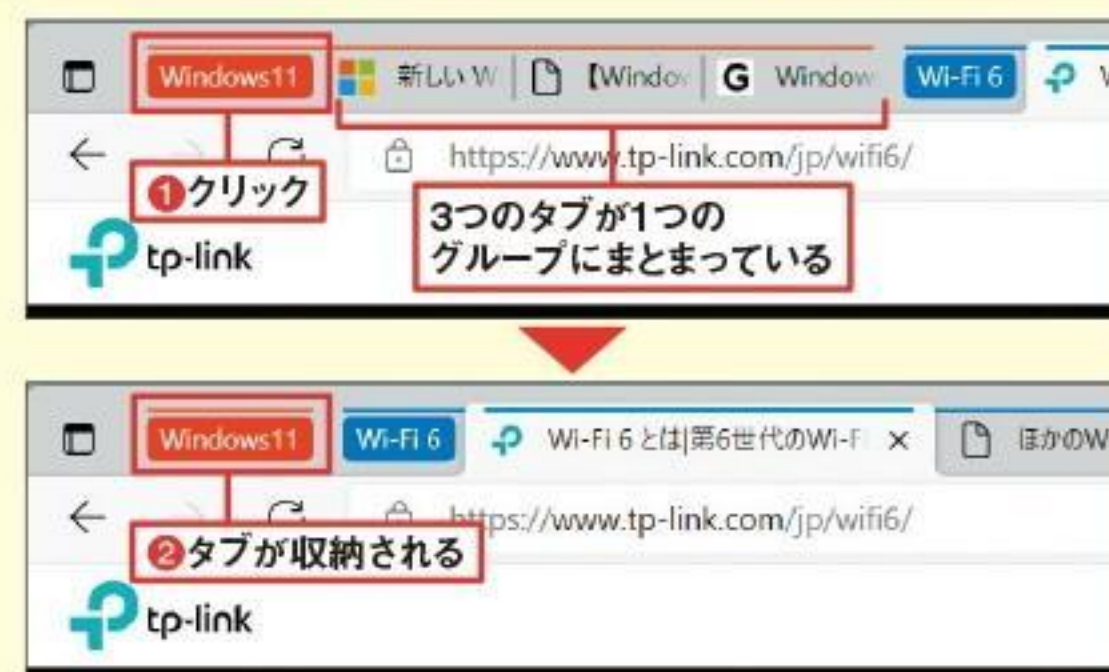 Windows11
新しい W
【Window
G Window
Wi-Fi 6
https://www.tp-link.com/jp/wifi6/
❶クリック
3つのタブが1つの
グループにまとまっている
tp-link
Windows11
Wi-Fi 6
Wi-Fi 6 とは|第6世代のWi-F
ほかのW
https://www.tp-link.com/jp/wifi6/
❷タブが収納される
tp-link